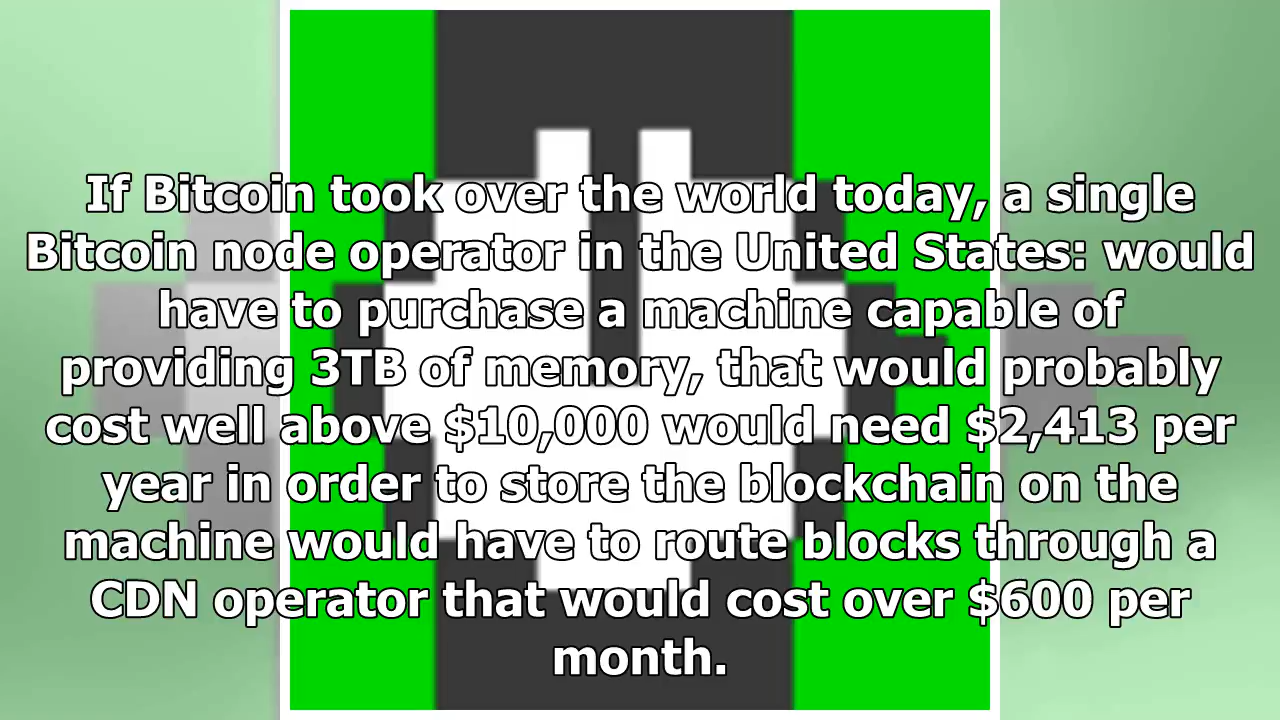 If Bitcoin took over the world today, a single
Bitcoin node operator in the United States: would
have to purchase a machine capable of
providing 3TB of memory, that would probably
cost well above $10,000 would need $2,413 per
year in order to store the blockchain on the
machine would have to route blocks through a
CDN operator that would cost over $600 per
month.